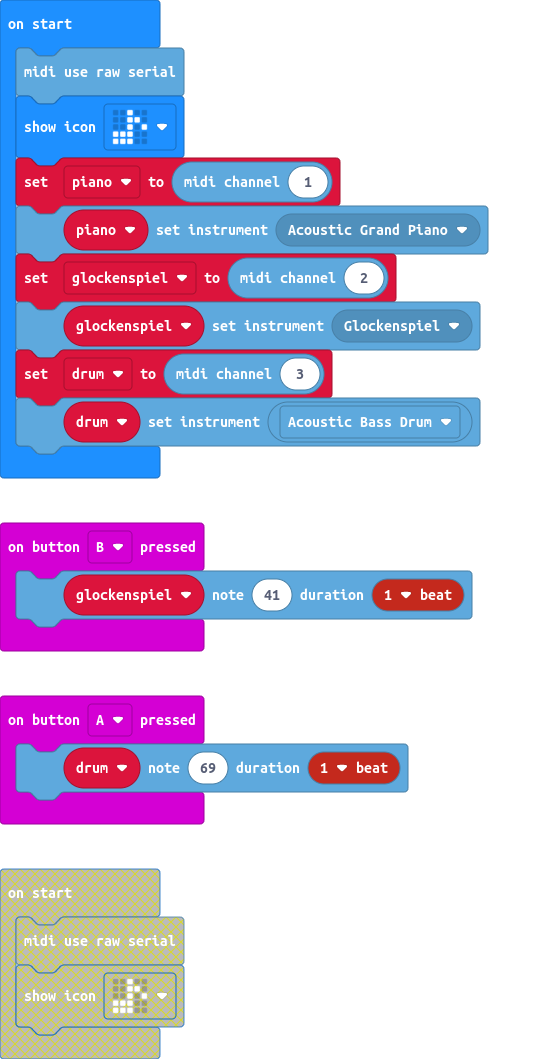 on start
midi use raw serial
show icon
set piano to midi channel 1
piano set instrument Acoustic Grand Piano
set glockenspiel to midi channel 2
glockenspiel set instrument Glockenspiel
set drum to midi channel 3
drum set instrument Acoustic Bass Drum
on button B pressed
glockenspiel note 41 duration 1 beat
on button A pressed
drum note 69 duration 1 beat
on start
midi use raw serial
show icon